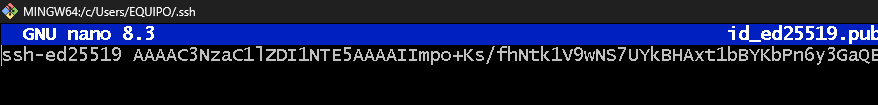 MINGW64:/c/Users/EQUIPO/.ssh
GNU nano 8.3 id_ed25519.pub
ssh-ed25519 AAAAC3NzaC1lZDI1NTE5AAAAIImpo+Ks/fhNtk1V9wNS7UYkBHAxt1bBYKbPn6y3GaQE